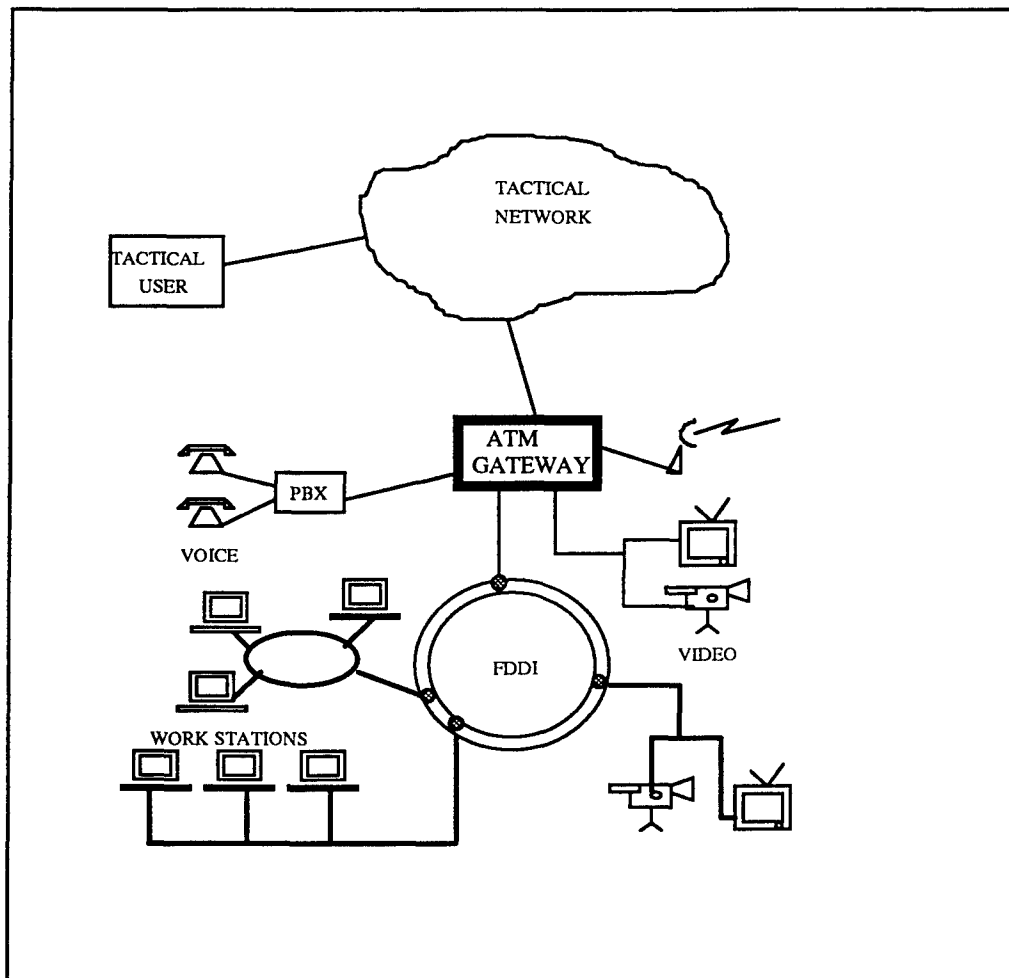 TACTICAL
NETWORK
TACTICAL
USER
ATM
GATEWAY
PBX
VOICE
VIDEO
FDDI
WORK STATIONS